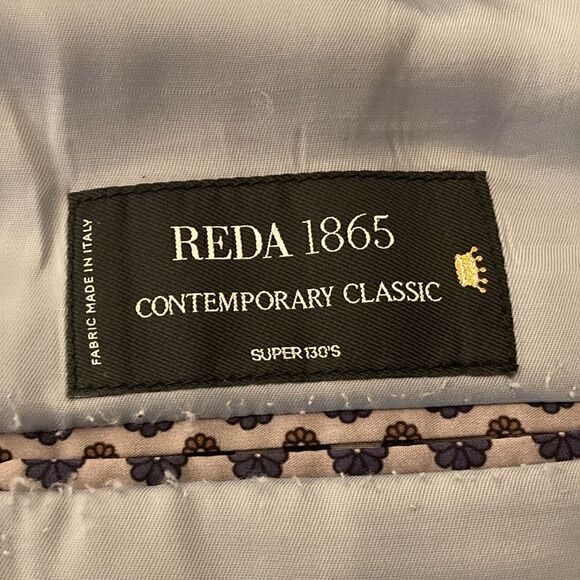 FABRIC MADE IN ITALY
REDA 1865
CONTEMPORARY CLASSIC
SUPER 130'S